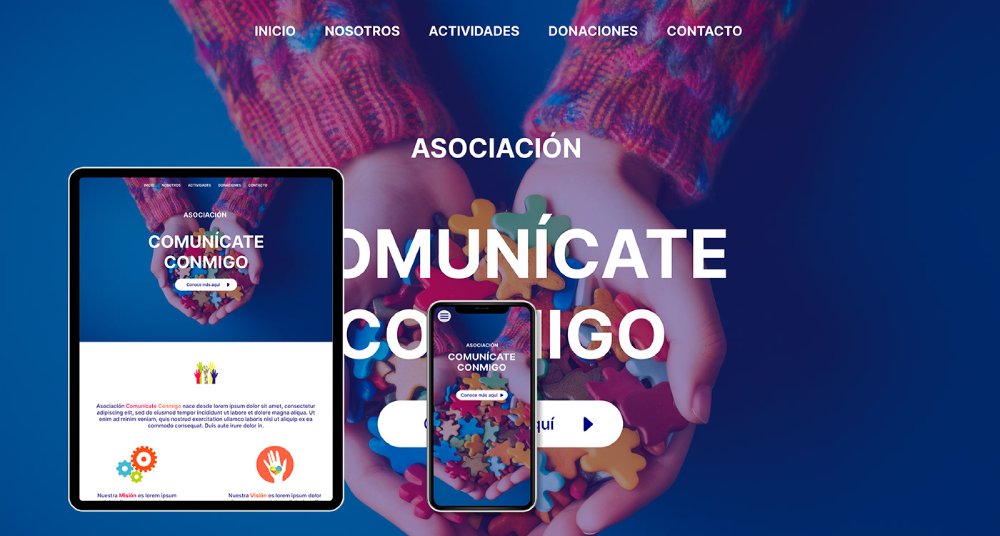 INICIO NOSOTROS ACTIVIDADES DONACIONES CONTACTO
ASOCIACIÓN
OMUNÍCATE
CO MIGO
quí
INICIO NOSOTROS ACTIVIDADES DONACIONES CONTACTO
ASOCIACIÓN
COMUNÍCATE
CONMIGO
Conoce más aquí
Asociación Comunícate Conmigo nace desde lorem ipsum dolor sit amet, consectetur
adipiscing elit, sed do eiusmod tempor incididunt ut labore et dolore magna aliqua. Ut
enim ad minim veniam, quis nostrud exercitation ullamco laboris nisi ut aliquip ex ea
commodo consequat. Duis aute irure dolor in.
Nuestra Misión es lorem ipsum
Nuestra Visión es lorem ipsum dolor
ASOCIACIÓN
COMUNÍCATE
CONMIGO
Conoce más aquí